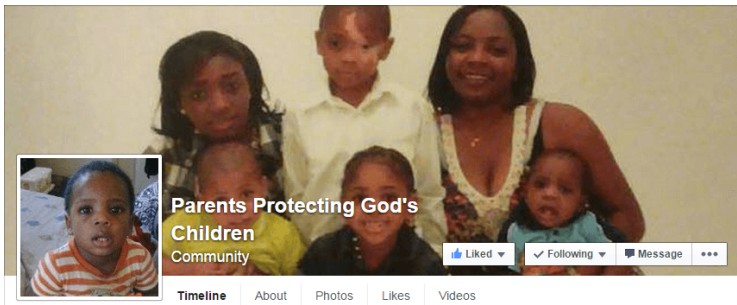 Parents Protecting God's
Children
Community
Liked
Following
Message
Timeline About Photos Likes Videos